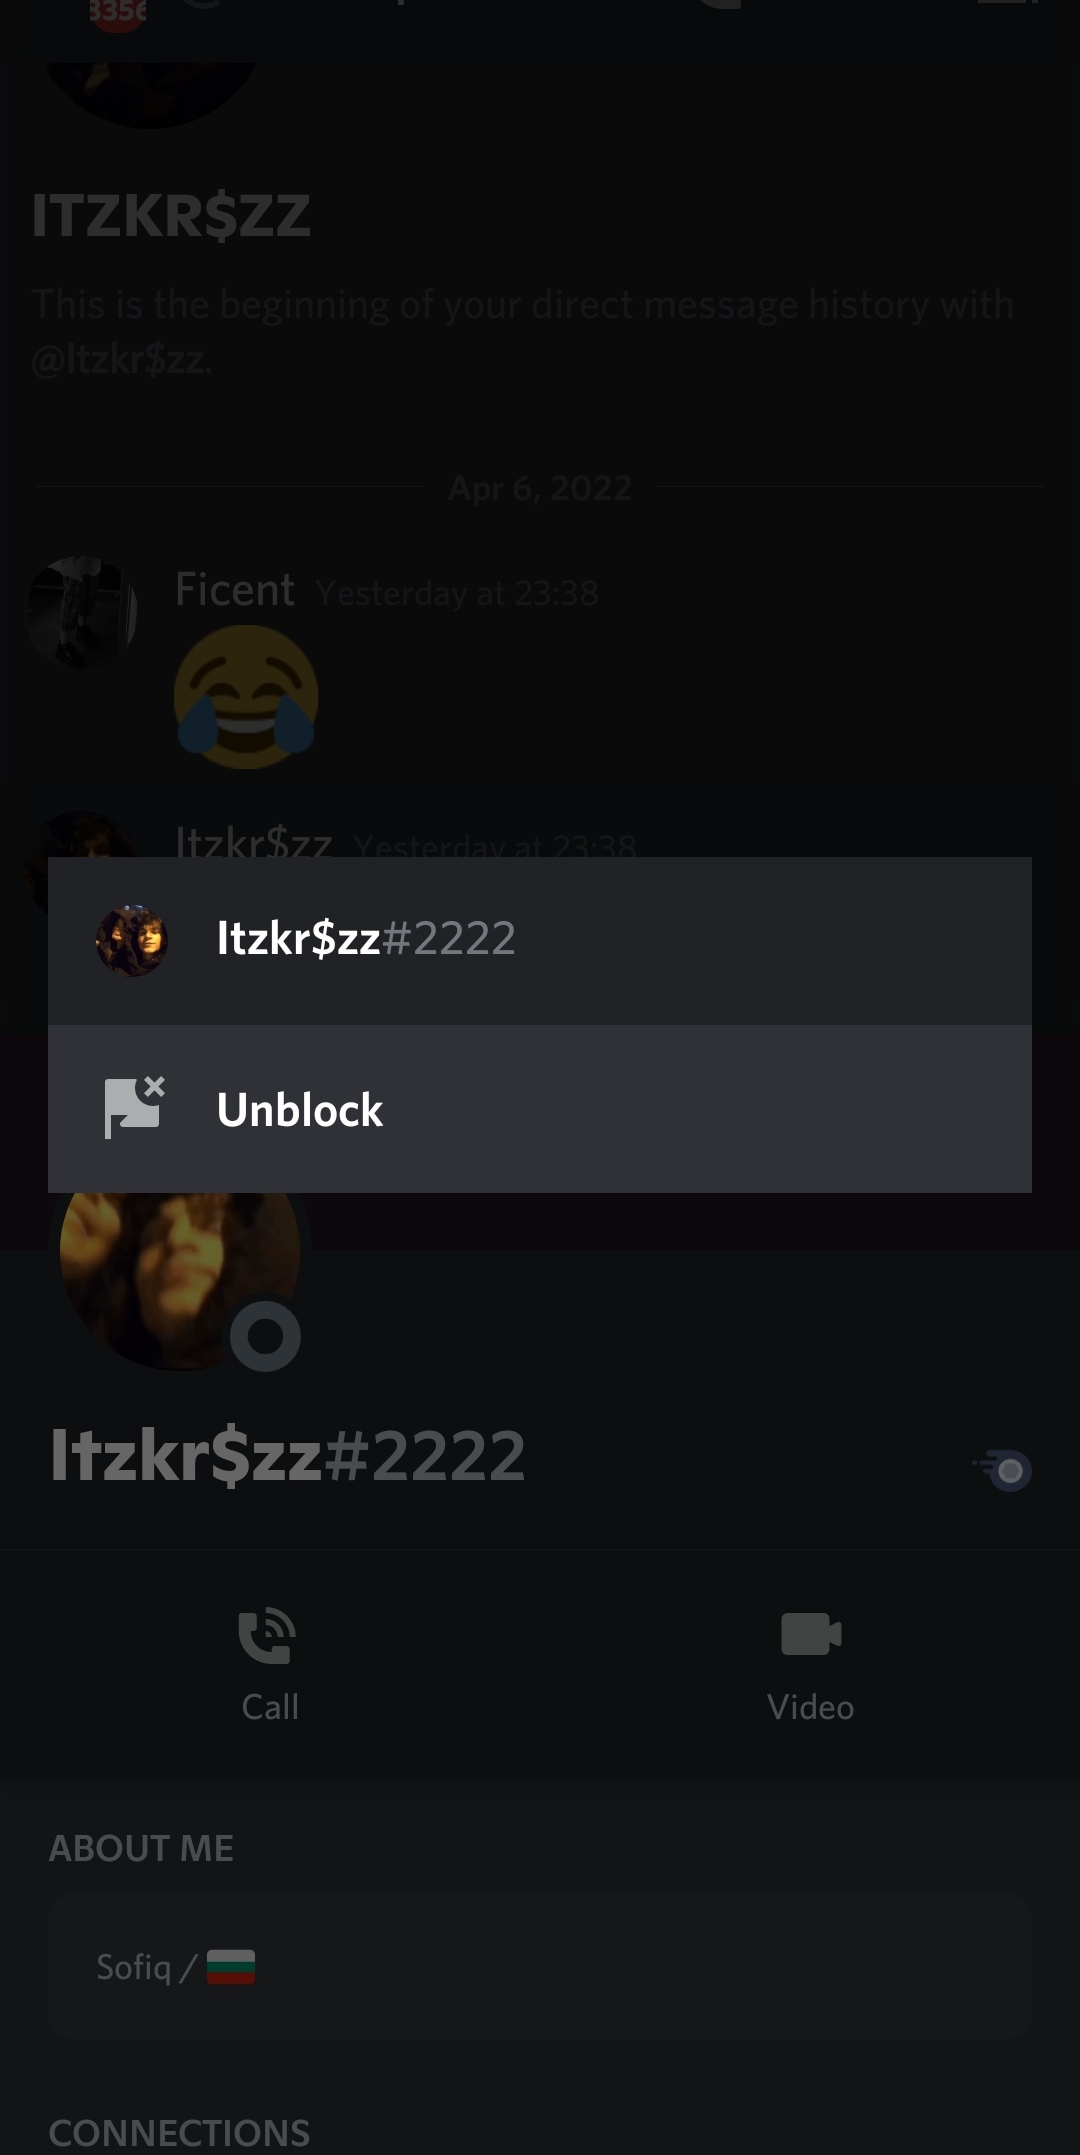 ITZKR$ZZ
This is the beginning of your direct message history with
@Itzkr$zz.
Apr 6, 2022
Ficent Yesterday at 23:38
Itzkr$zz Yesterday at 23:38
Itzkr$zz#2222
Unblock
Itzkr$zz#2222
Call Video
ABOUT ME
Sofiq /
CONNECTIONS